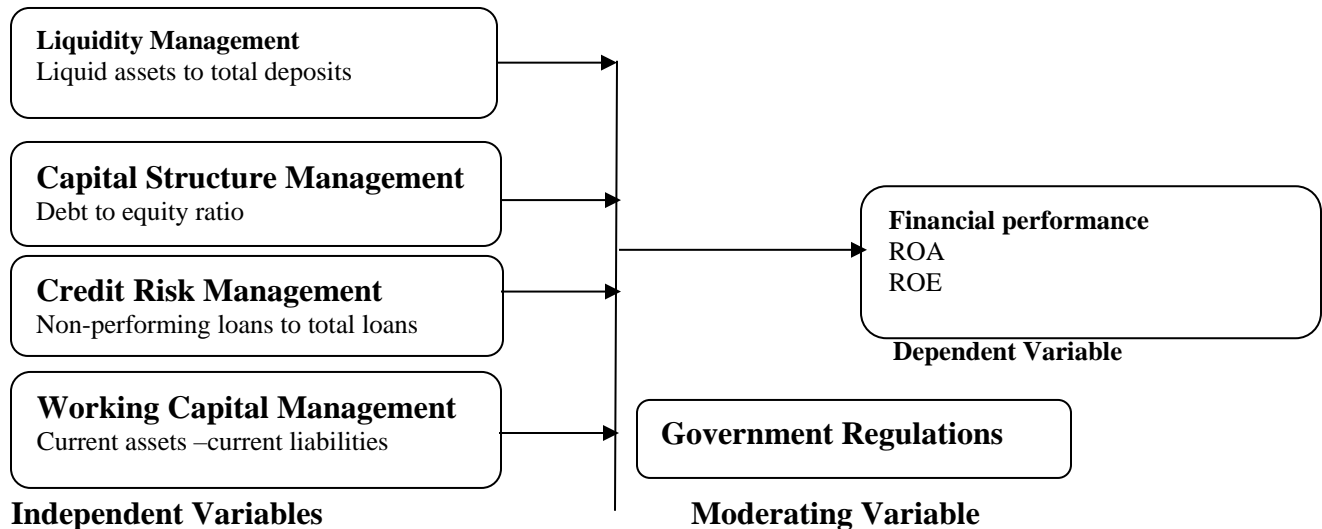 Liquidity Management
Liquid assets to total deposits
Capital Structure Management
Debt to equity ratio
Credit Risk Management
Non-performing loans to total loans
Working Capital Management
Current assets –current liabilities
Independent Variables
Financial performance
ROA
ROE
Dependent Variable
Government Regulations
Moderating Variable